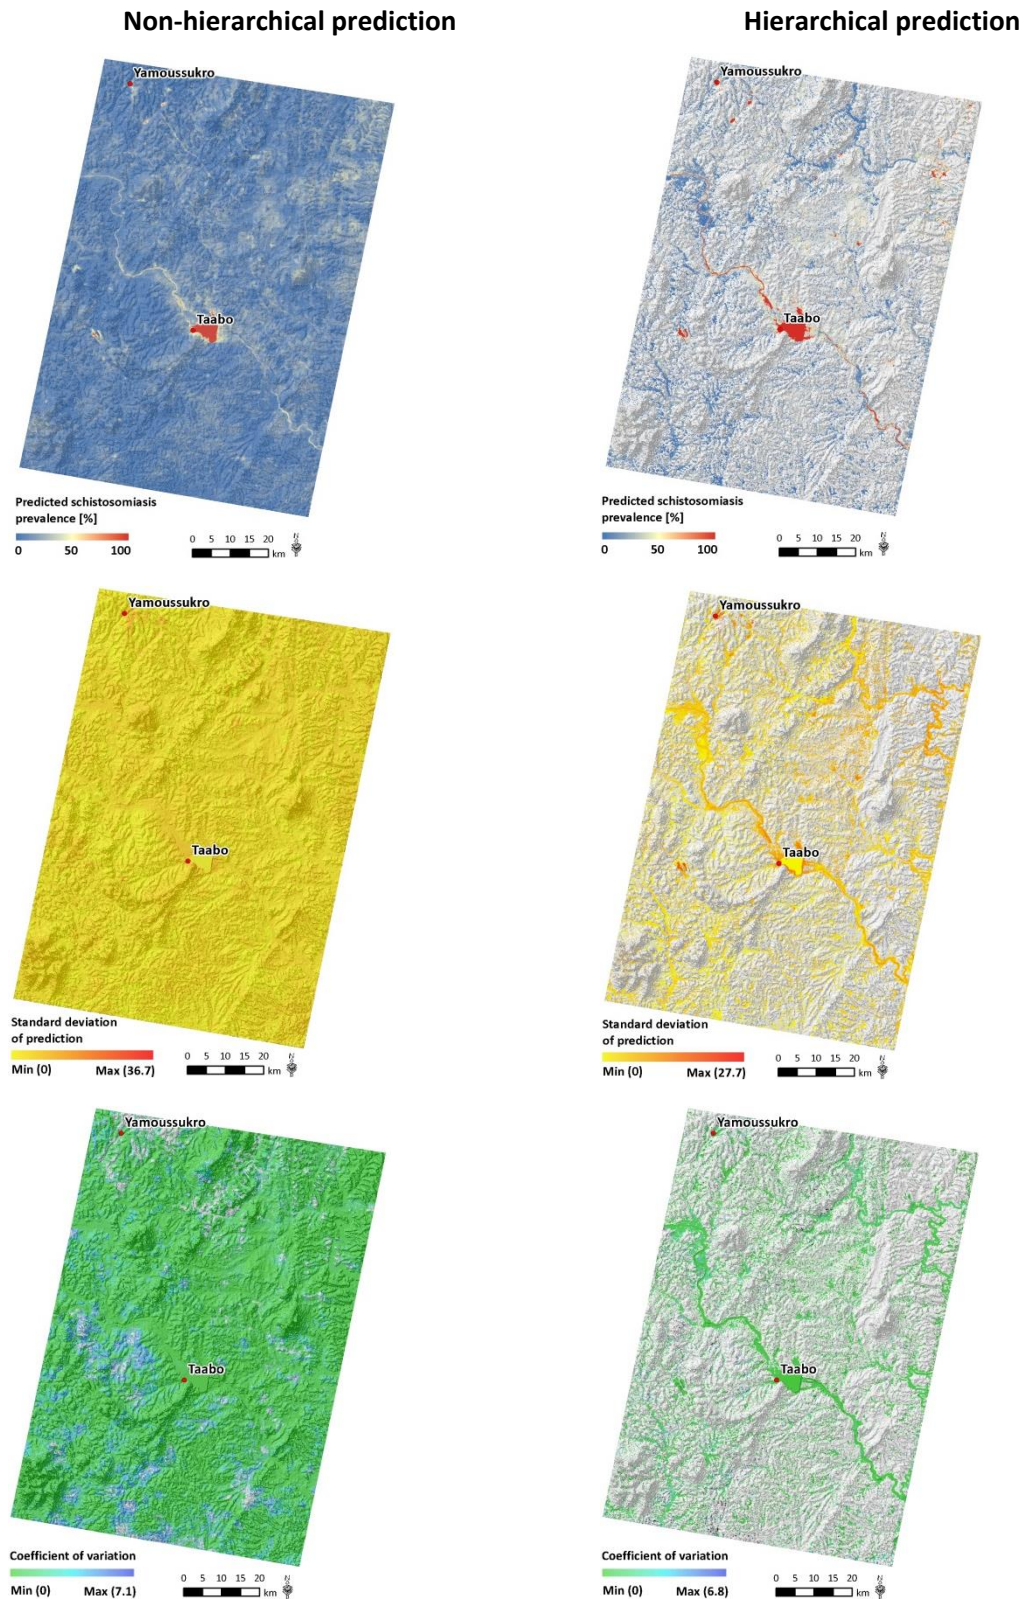 Non-hierarchical prediction
Hierarchical prediction
Yamoussukro
Taabo
Predicted schistosomiasis
prevalence [%]
0 50 100
0 5 10 15 20
km
N
Yamoussukro
Taabo
Predicted schistosomiasis
prevalence [%]
0 50 100
0 5 10 15 20
km
N
Yamoussukro
Taabo
Standard deviation
of prediction
Min (0) Max (36.7)
0 5 10 15 20
km
N
Yamoussukro
Taabo
Standard deviation
of prediction
Min (0) Max (27.7)
0 5 10 15 20
km
N
Yamoussukro
Taabo
Coefficient of variation
Min (0) Max (7.1)
0 5 10 15 20
km
N
Yamoussukro
Taabo
Coefficient of variation
Min (0) Max (6.8)
0 5 10 15 20
km
N